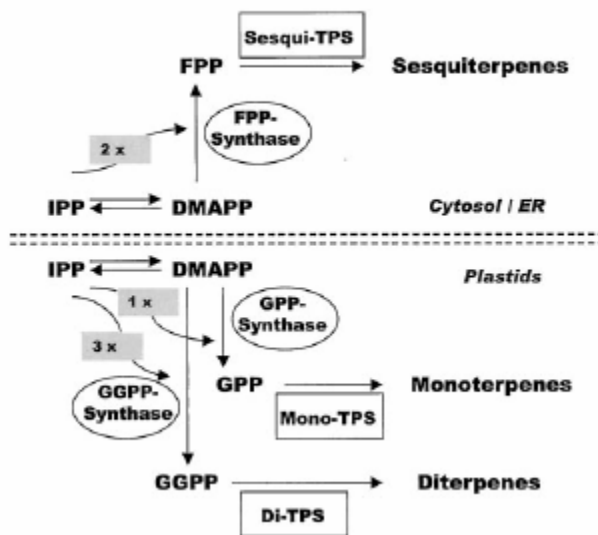 Sesqui-TPS
FPP
Sesquiterpenes
FPP-
Synthase
2 x
IPP
DMAPP
Cytosol / ER
IPP
DMAPP
Plastids
1 x
GPP-
Synthase
3 x
GGPP-
Synthase
GPP
Monoterpenes
Mono-TPS
GGPP
Diterpenes
Di-TPS